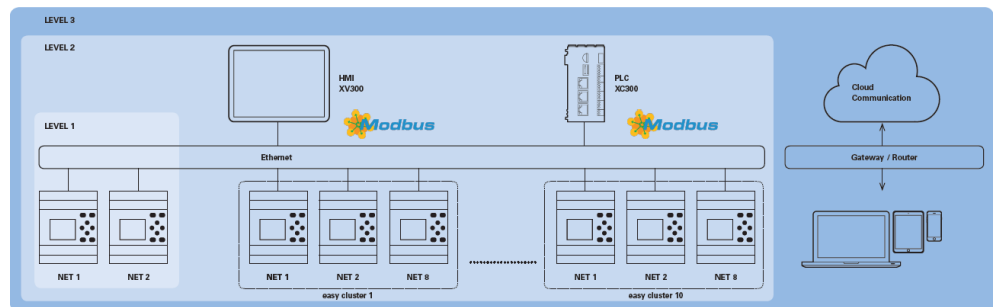 LEVEL 3
LEVEL 2
HMI
XV300
PLC
XC300
Cloud
Communication
Modbus
Modbus
LEVEL 1
Ethernet
Gateway / Router
NET 1
NET 2
NET 1
NET 2
NET 8
NET 1
NET 2
NET 8
easy cluster 1
easy cluster 10